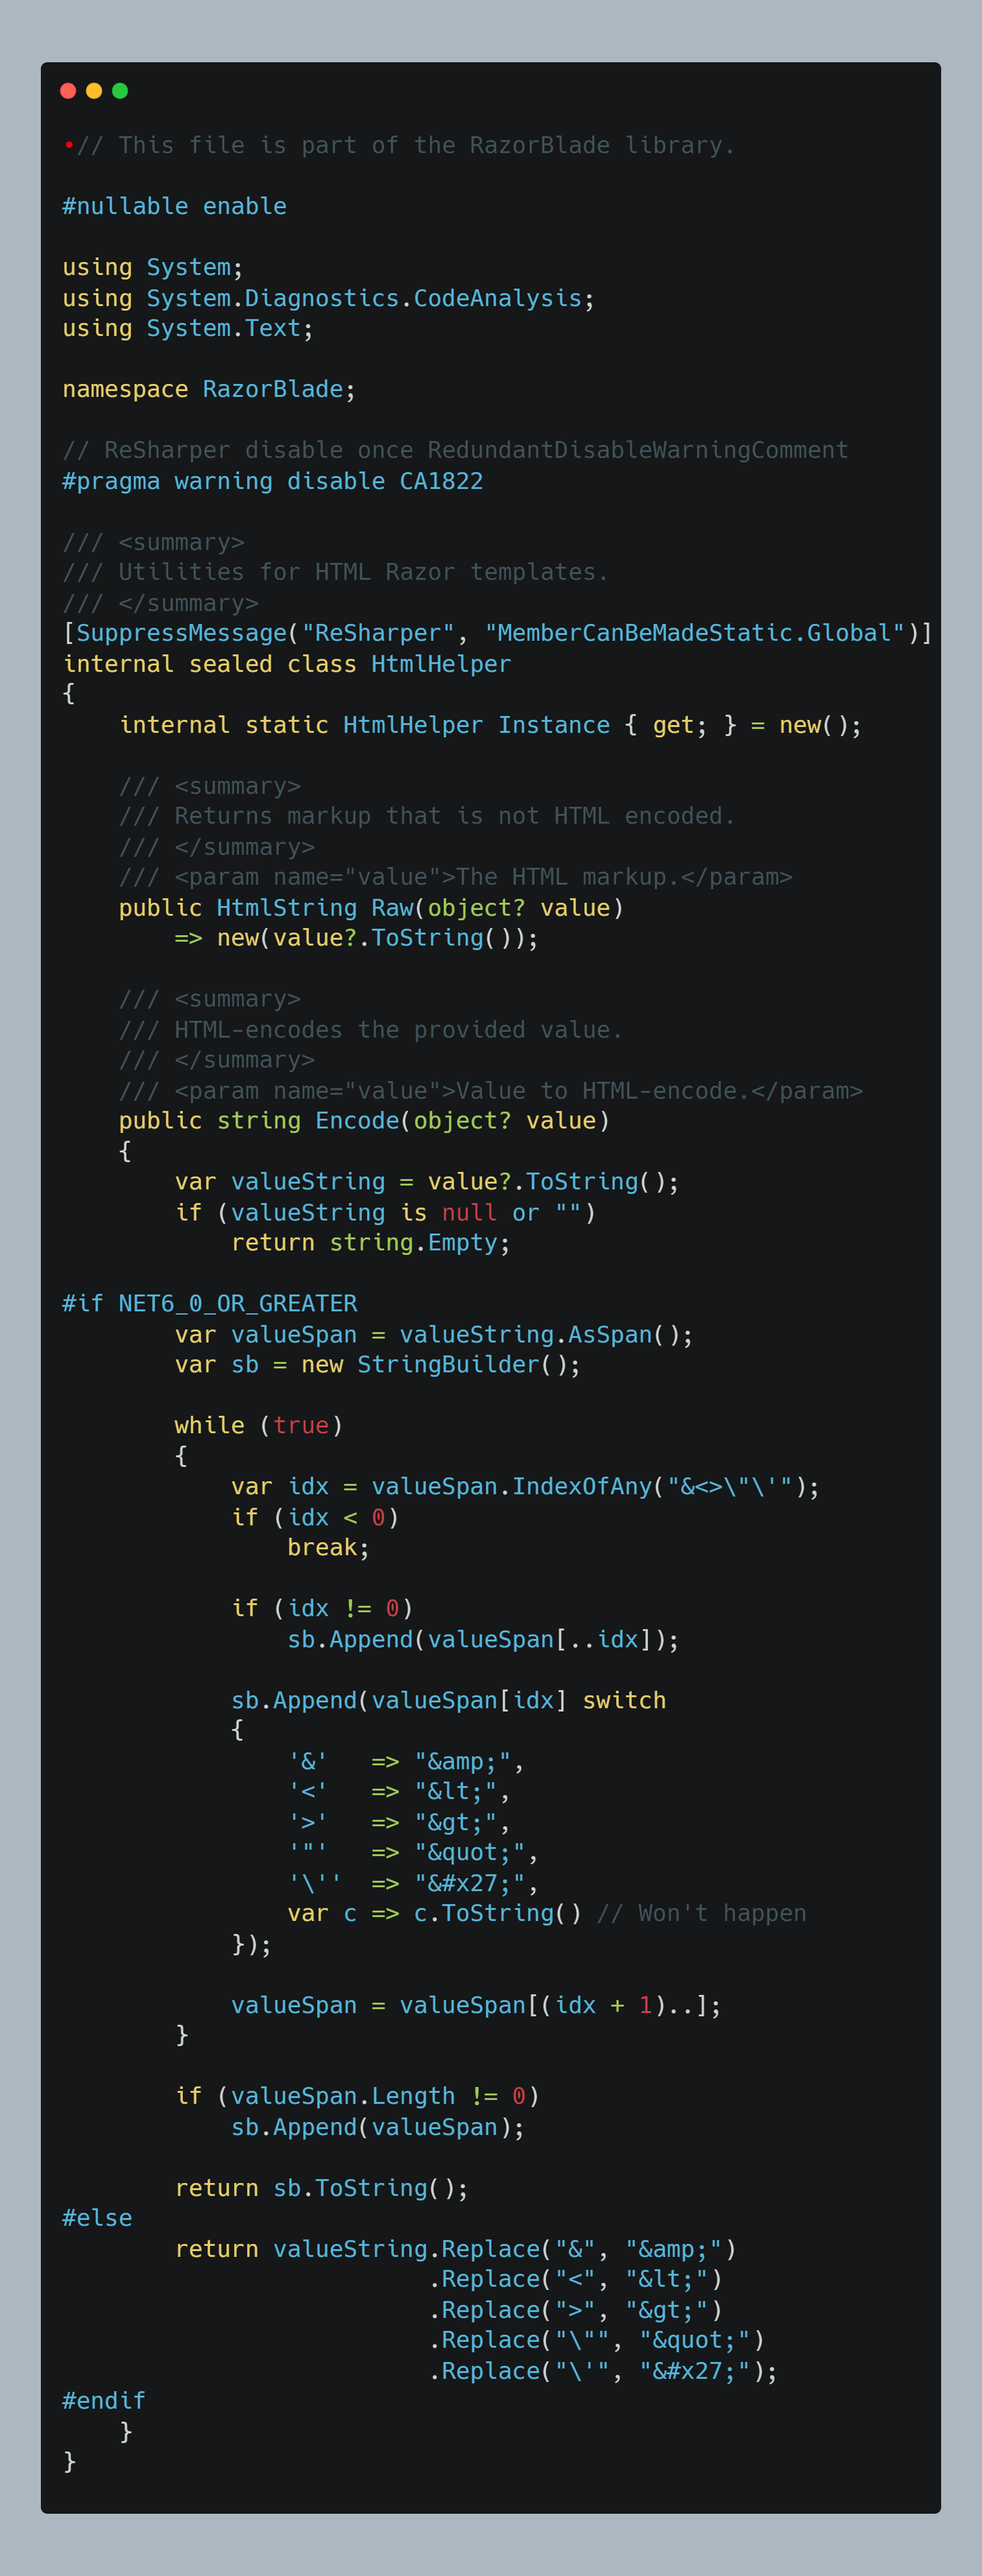 •// This file is part of the RazorBlade library.

#nullable enable

using System;
using System.Diagnostics.CodeAnalysis;
using System.Text;

namespace RazorBlade;

// ReSharper disable once RedundantDisableWarningComment
#pragma warning disable CA1822

/// <summary>
/// Utilities for HTML Razor templates.
/// </summary>
[SuppressMessage("ReSharper", "MemberCanBeMadeStatic.Global")]
internal sealed class HtmlHelper
{
    internal static HtmlHelper Instance { get; } = new();

    /// <summary>
    /// Returns markup that is not HTML encoded.
    /// </summary>
    /// <param name="value">The HTML markup.</param>
    public HtmlString Raw(object? value)
        => new(value?.ToString());

    /// <summary>
    /// HTML-encodes the provided value.
    /// </summary>
    /// <param name="value">Value to HTML-encode.</param>
    public string Encode(object? value)
    {
        var valueString = value?.ToString();
        if (valueString is null or "")
            return string.Empty;

#if NET6_0_OR_GREATER
        var valueSpan = valueString.AsSpan();
        var sb = new StringBuilder();

        while (true)
        {
            var idx = valueSpan.IndexOfAny("&<>\"\'");
            if (idx < 0)
                break;

            if (idx != 0)
                sb.Append(valueSpan[..idx]);

            sb.Append(valueSpan[idx] switch
            {
                '&'   => "&amp;",
                '<'   => "&lt;",
                '>'   => "&gt;",
                '"'   => "&quot;",
                '\''  => "&#x27;",
                var c => c.ToString() // Won't happen
            });

            valueSpan = valueSpan[(idx + 1)..];
        }

        if (valueSpan.Length != 0)
            sb.Append(valueSpan);

        return sb.ToString();
#else
        return valueString.Replace("&", "&amp;")
                          .Replace("<", "&lt;")
                          .Replace(">", "&gt;")
                          .Replace("\"", "&quot;")
                          .Replace("\'", "&#x27;");
#endif
    }
}